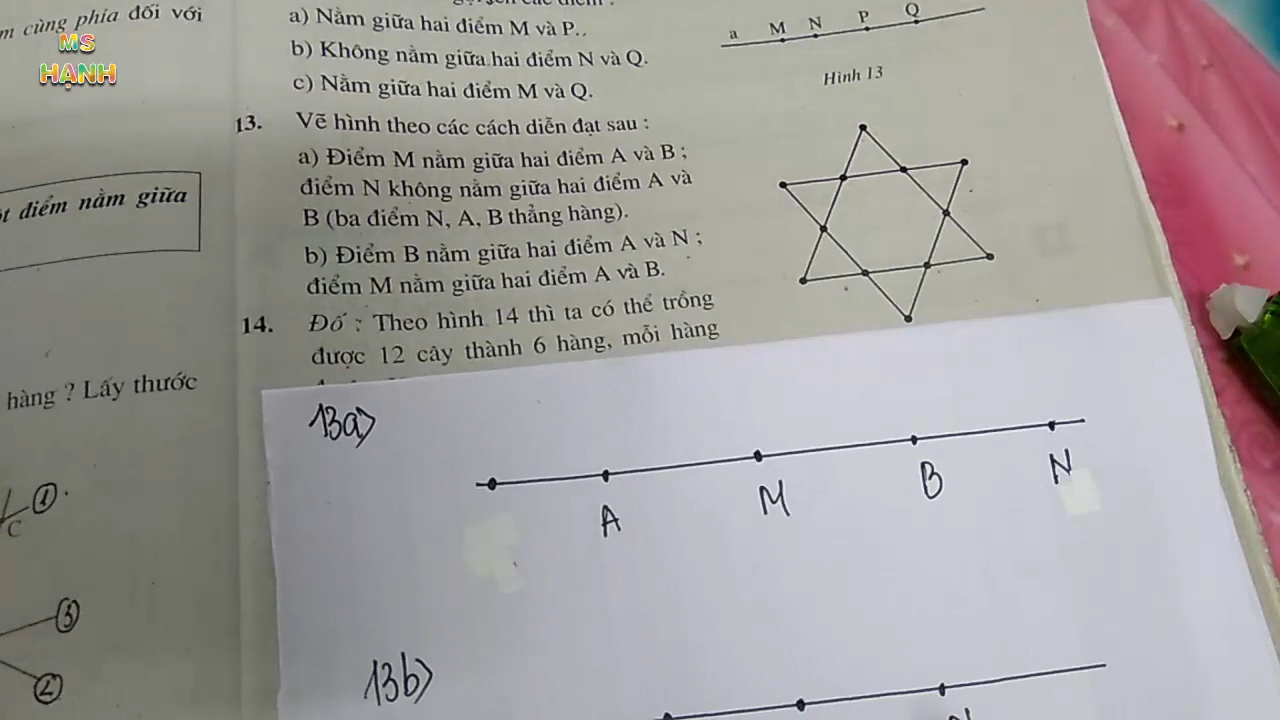 m cùng phía đối với
MS
HẠNH
t điểm nằm giữa
hàng ? Lấy thước
C
1
3
2
a) Nằm giữa hai điểm M và P..
b) Không nằm giữa hai điểm N và Q.
c) Nằm giữa hai điểm M và Q.
a M N P Q
Hình 13
13. Vẽ hình theo các cách diễn đạt sau :
a) Điểm M nằm giữa hai điểm A và B ;
điểm N không nằm giữa hai điểm A và
B (ba điểm N, A, B thẳng hàng).
b) Điểm B nằm giữa hai điểm A và N ;
điểm M nằm giữa hai điểm A và B.
14. Đố : Theo hình 14 thì ta có thể trồng
được 12 cây thành 6 hàng, mỗi hàng
13a)
A M B N
13b)